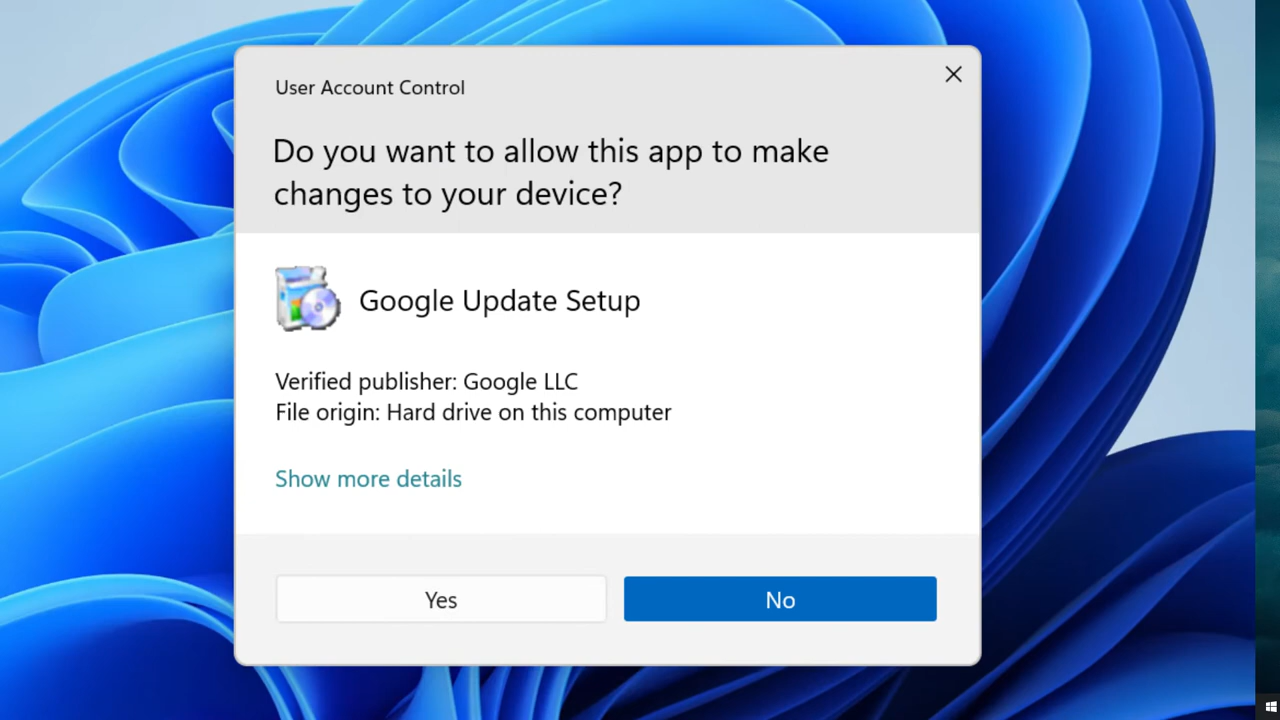 User Account Control
Do you want to allow this app to make
changes to your device?
Google Update Setup
Verified publisher: Google LLC
File origin: Hard drive on this computer
Show more details
Yes
No